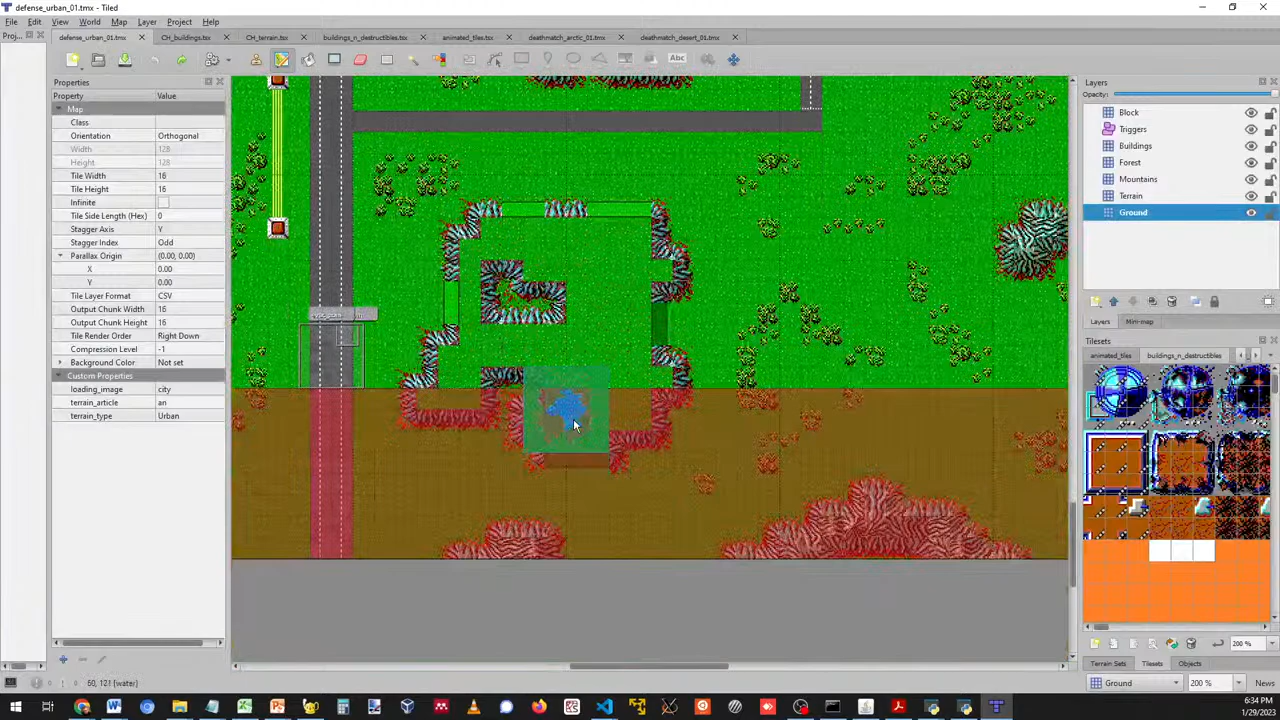 defense_urban_01.tmx - Tiled
File Edit View World Map Layer Project Help
Proj...
defense_urban_01.tmx CH_buildings.tsx CH_terrain.tsx buildings_n_destructibles.tsx animated_tiles.tsx deathmatch_arctic_01.tmx deathmatch_desert_01.tmx
Abc
Properties
Property Value
Map
Class
Orientation Orthogonal
Width 128
Height 128
Tile Width 16
Tile Height 16
Infinite
Tile Side Length (Hex) 0
Stagger Axis Y
Stagger Index Odd
Parallax Origin (0.00, 0.00)
X 0.00
Y 0.00
Tile Layer Format CSV
Output Chunk Width 16
Output Chunk Height 16
Tile Render Order Right Down
Compression Level -1
Background Color Not set
Custom Properties
loading_image city
terrain_article an
terrain_type Urban
Layers
Opacity:
Block
Triggers
Buildings
Forest
Mountains
Terrain
Ground
Layers Mini-map
Tilesets
animated_tiles buildings_n_destructibles
200 %
Terrain Sets Tilesets Objects
Ground 200 % News
6:34 PM
1/29/2023